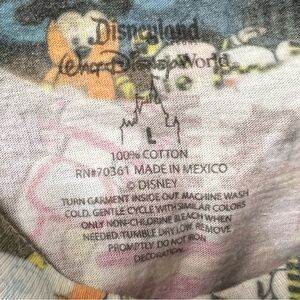 Disneyland
Walt Disney World
L
100% COTTON
RN#70361 MADE IN MEXICO
© DISNEY
TURN GARMENT INSIDE OUT. MACHINE WASH
COLD, GENTLE CYCLE WITH SIMILAR COLORS
ONLY NON-CHLORINE BLEACH WHEN
NEEDED. TUMBLE DRY LOW. REMOVE
PROMPTLY. DO NOT IRON
DECORATION.